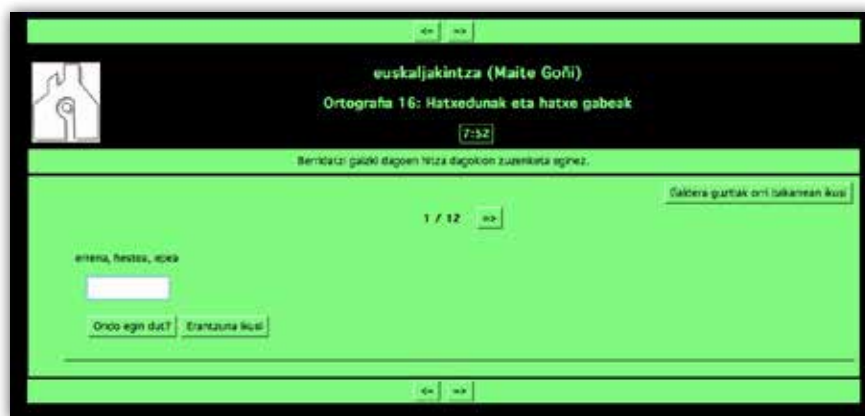 <= =>
euskaljakintza (Maite Goñi)
Ortografia 16: Hatxedunak eta hatxe gabeak
7:52
Berridatzi gaizki dagoen hitza dagokion zuzenketa eginez.
Galdera guztiak orri bakarrean ikusi
1 / 12 =>
errena, hestea, epea
Ondo egin dut? Erantzuna ikusi
<= =>